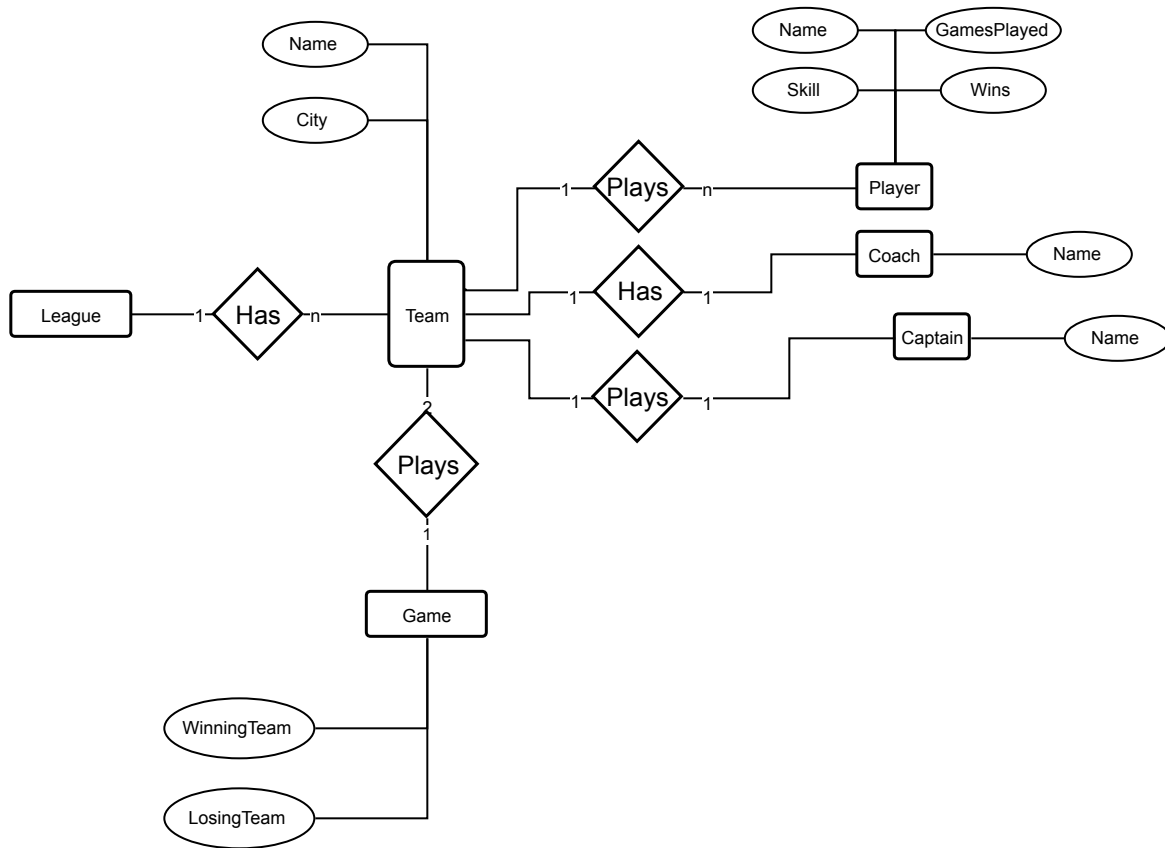 Name
GamesPlayed
Name
Skill
Wins
City
1
Plays
n
Player
Coach
Name
League
1
Has
n
Team
1
Has
1
Captain
Name
1
Plays
1
2
Plays
1
Game
WinningTeam
LosingTeam